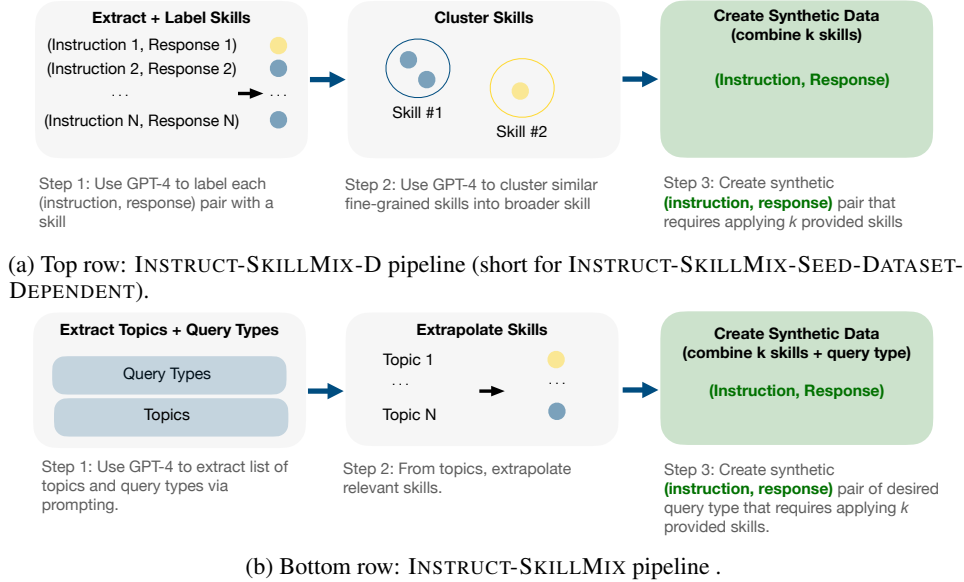 Extract + Label Skills
(Instruction 1, Response 1)
(Instruction 2, Response 2)
... ...
(Instruction N, Response N)
Step 1: Use GPT-4 to label each
(instruction, response) pair with a
skill
Cluster Skills
Skill #1
Skill #2
Step 2: Use GPT-4 to cluster similar
fine-grained skills into broader skill
Create Synthetic Data
(combine k skills)
(Instruction, Response)
Step 3: Create synthetic
(instruction, response) pair that
requires applying k provided skills
(a) Top row: INSTRUCT-SKILLMIX-D pipeline (short for INSTRUCT-SKILLMIX-SEED-DATASET-
DEPENDENT).
Extract Topics + Query Types
Query Types
Topics
Step 1: Use GPT-4 to extract list of
topics and query types via
prompting.
Extrapolate Skills
Topic 1
... ...
Topic N
Step 2: From topics, extrapolate
relevant skills.
Create Synthetic Data
(combine k skills + query type)
(Instruction, Response)
Step 3: Create synthetic
(instruction, response) pair of desired
query type that requires applying k
provided skills.
(b) Bottom row: INSTRUCT-SKILLMIX pipeline .